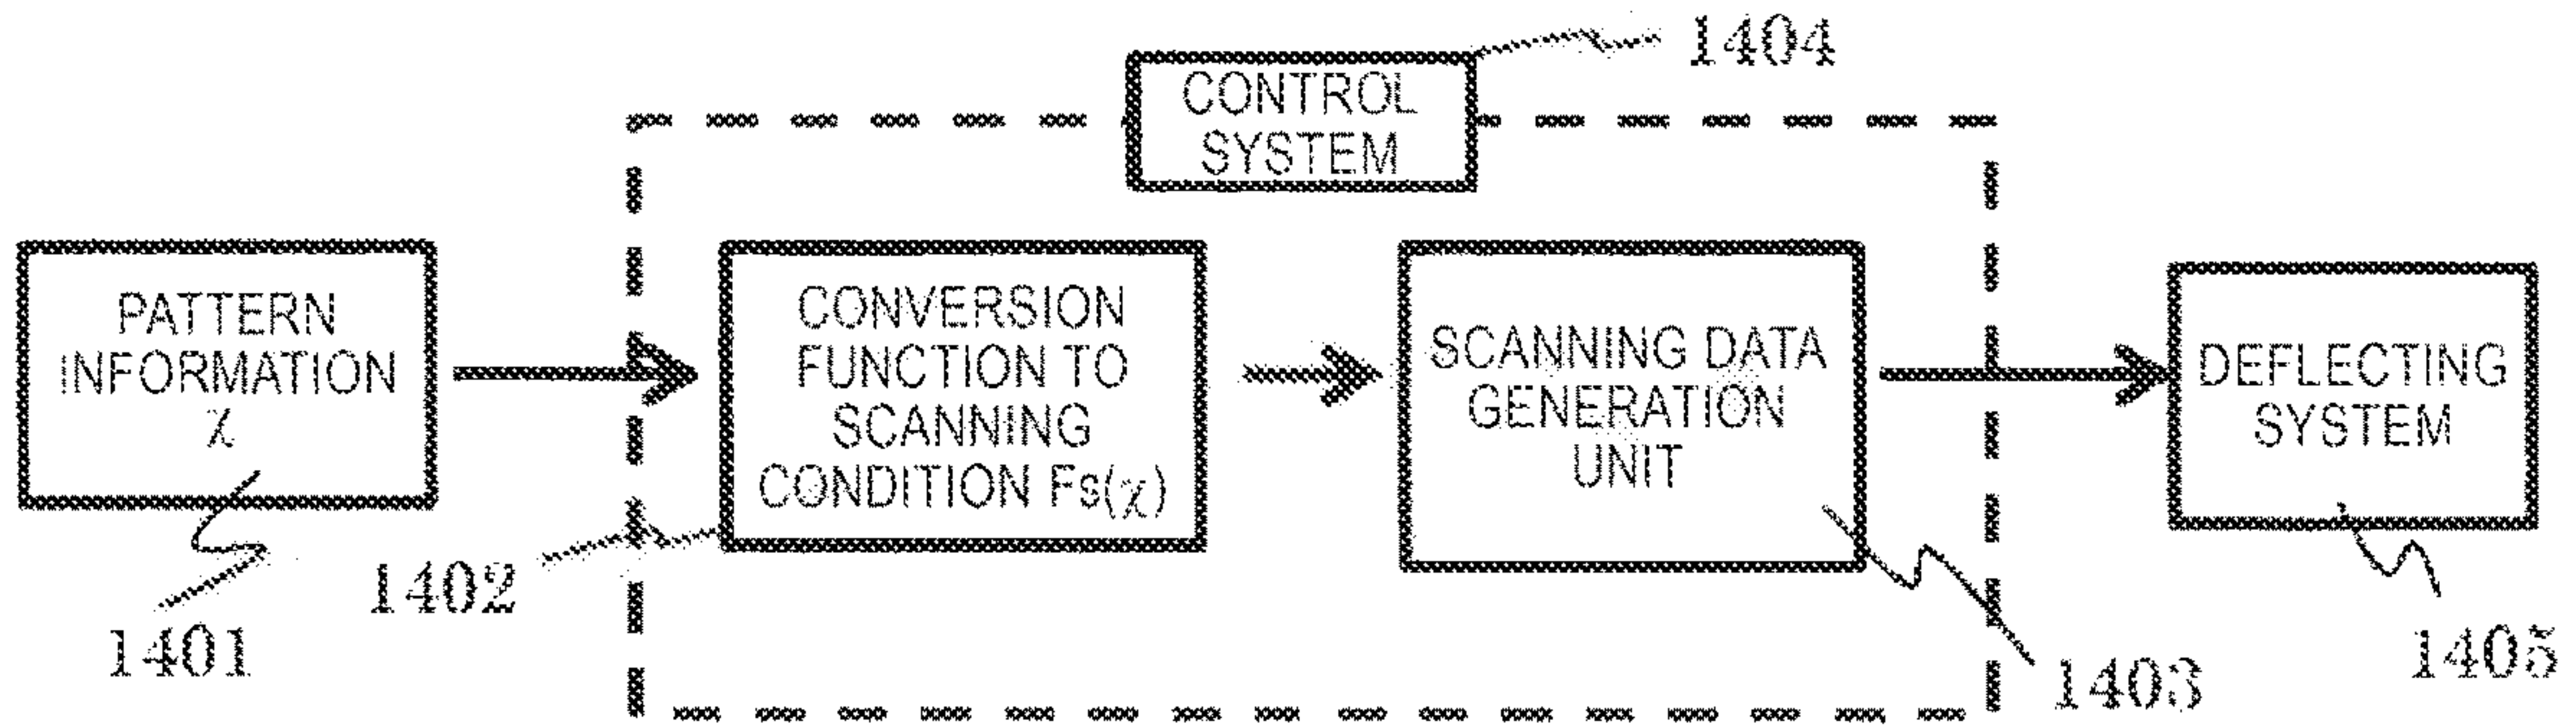 1404
CONTROL
SYSTEM
PATTERN
INFORMATION
χ
CONVERSION
FUNCTION TO
SCANNING
CONDITION Fs(χ)
SCANNING DATA
GENERATION
UNIT
DEFLECTING
SYSTEM
1401
1402
1403
1405